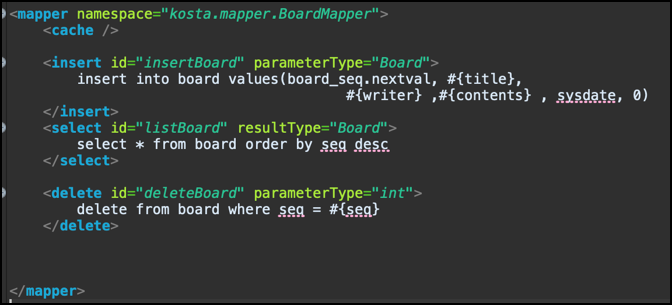 <mapper namespace="kosta.mapper.BoardMapper">
<cache />
<insert id="insertBoard" parameterType="Board">
insert into board values(board_seq.nextval, #{title},
#{writer} ,#{contents} , sysdate, 0)
</insert>
<select id="listBoard" resultType="Board">
select * from board order by seq desc
</select>
<delete id="deleteBoard" parameterType="int">
delete from board where seq = #{seq}
</delete>
</mapper>